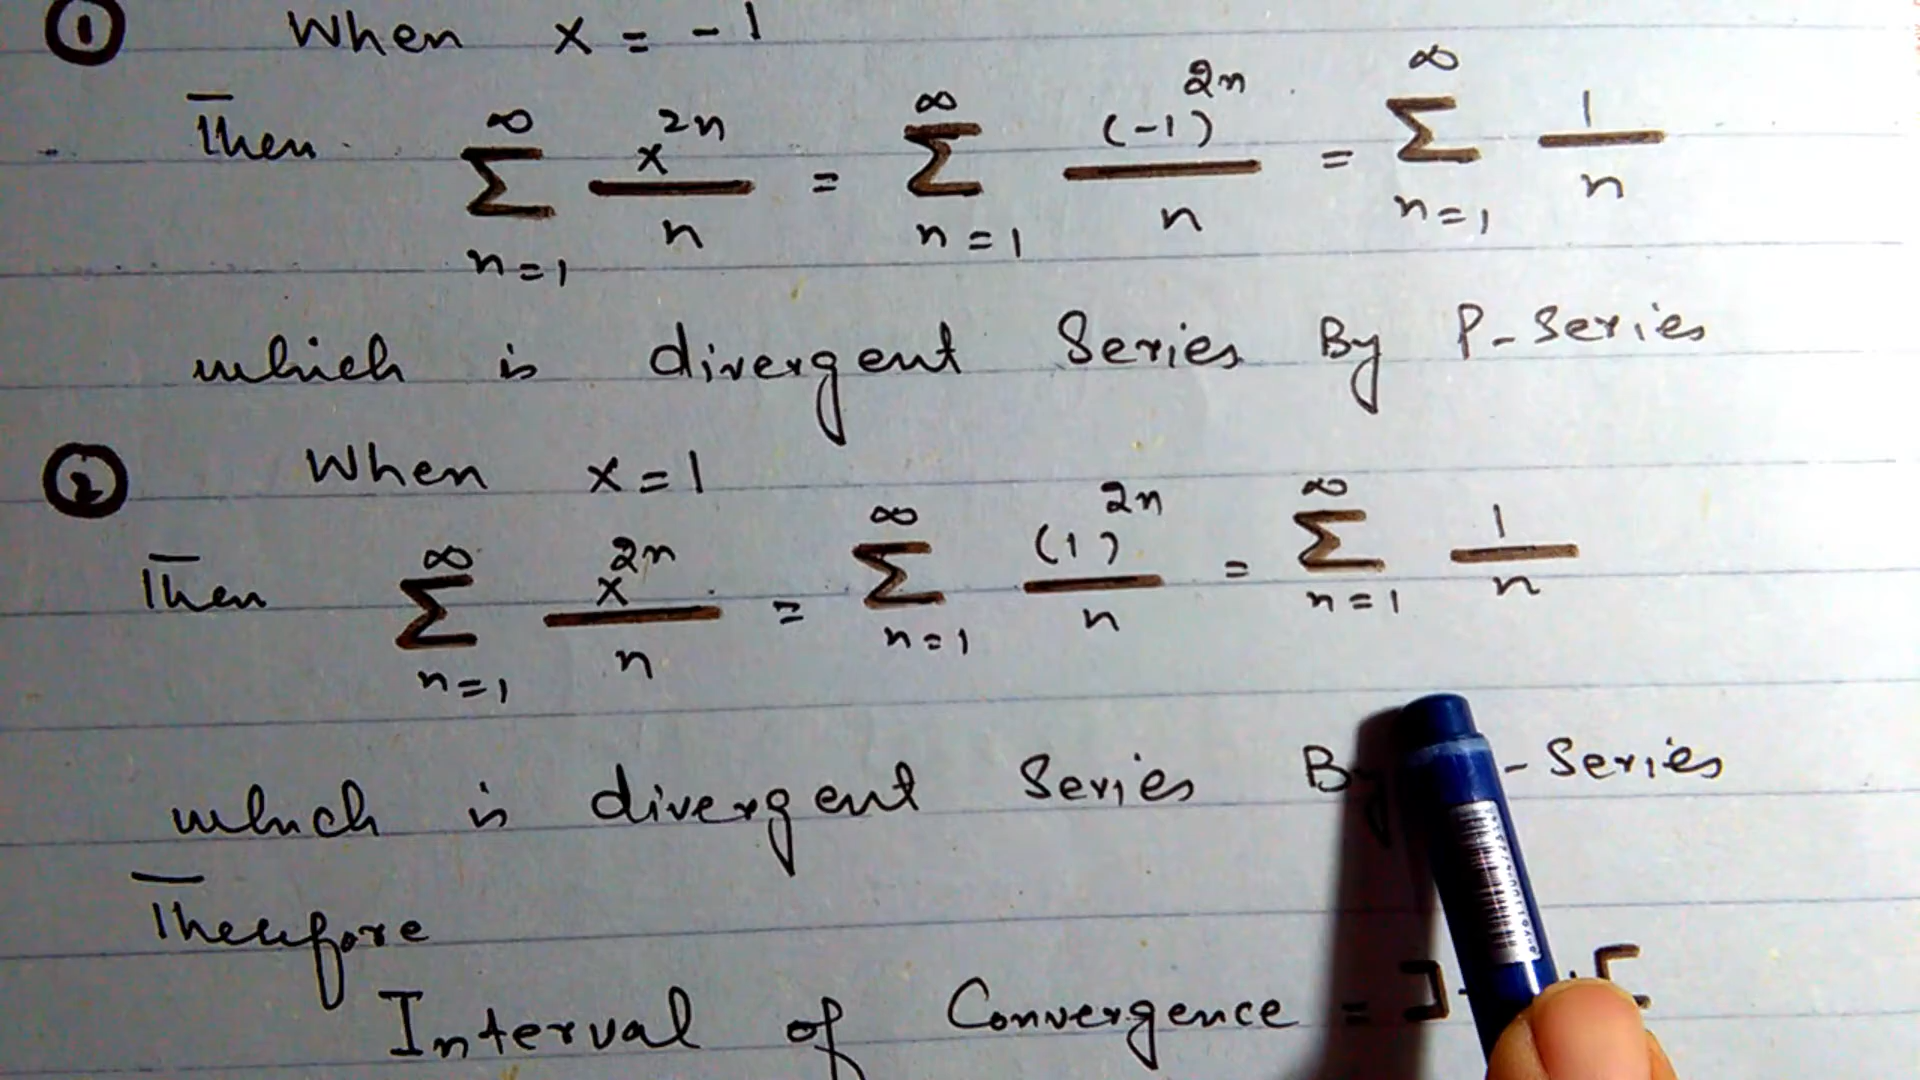 ① When x = -1
Then ∞∑n=1 x^2n/n = ∞∑n=1 (-1)^2n/n = ∞∑n=1 1/n
which is divergent Series By P-Series
② When x = 1
Then ∞∑n=1 x^2n/n = ∞∑n=1 (1)^2n/n = ∞∑n=1 1/n
which is divergent Series By -Series
Therefore
Interval of Convergence = ] [